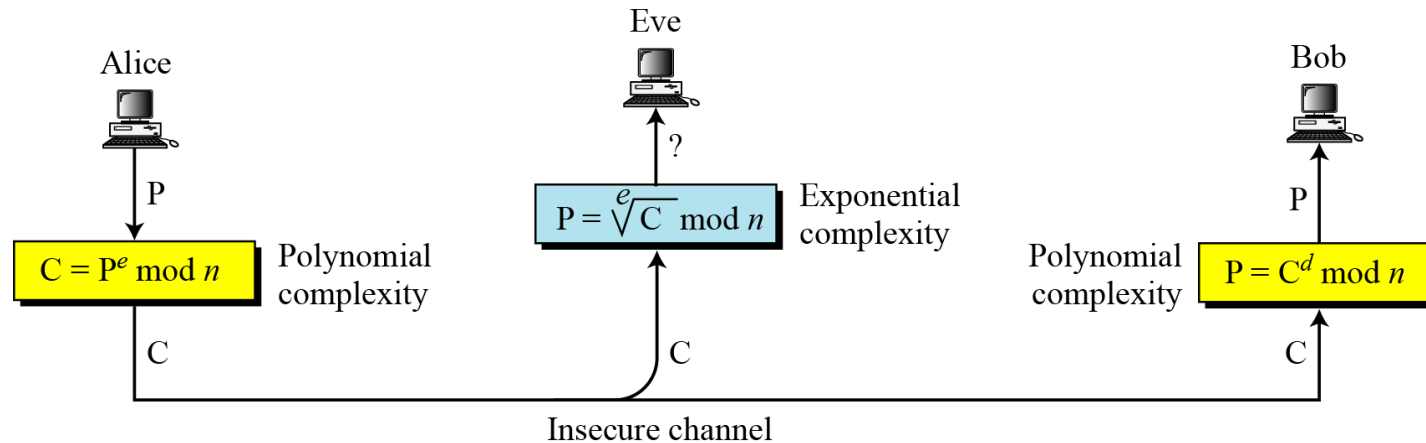 Eve
Alice
Bob
?
P
P
P = ᵉ√C mod n
Exponential
complexity
C = Pᵉ mod n
Polynomial
complexity
Polynomial
complexity
P = Cᵈ mod n
C
C
C
Insecure channel